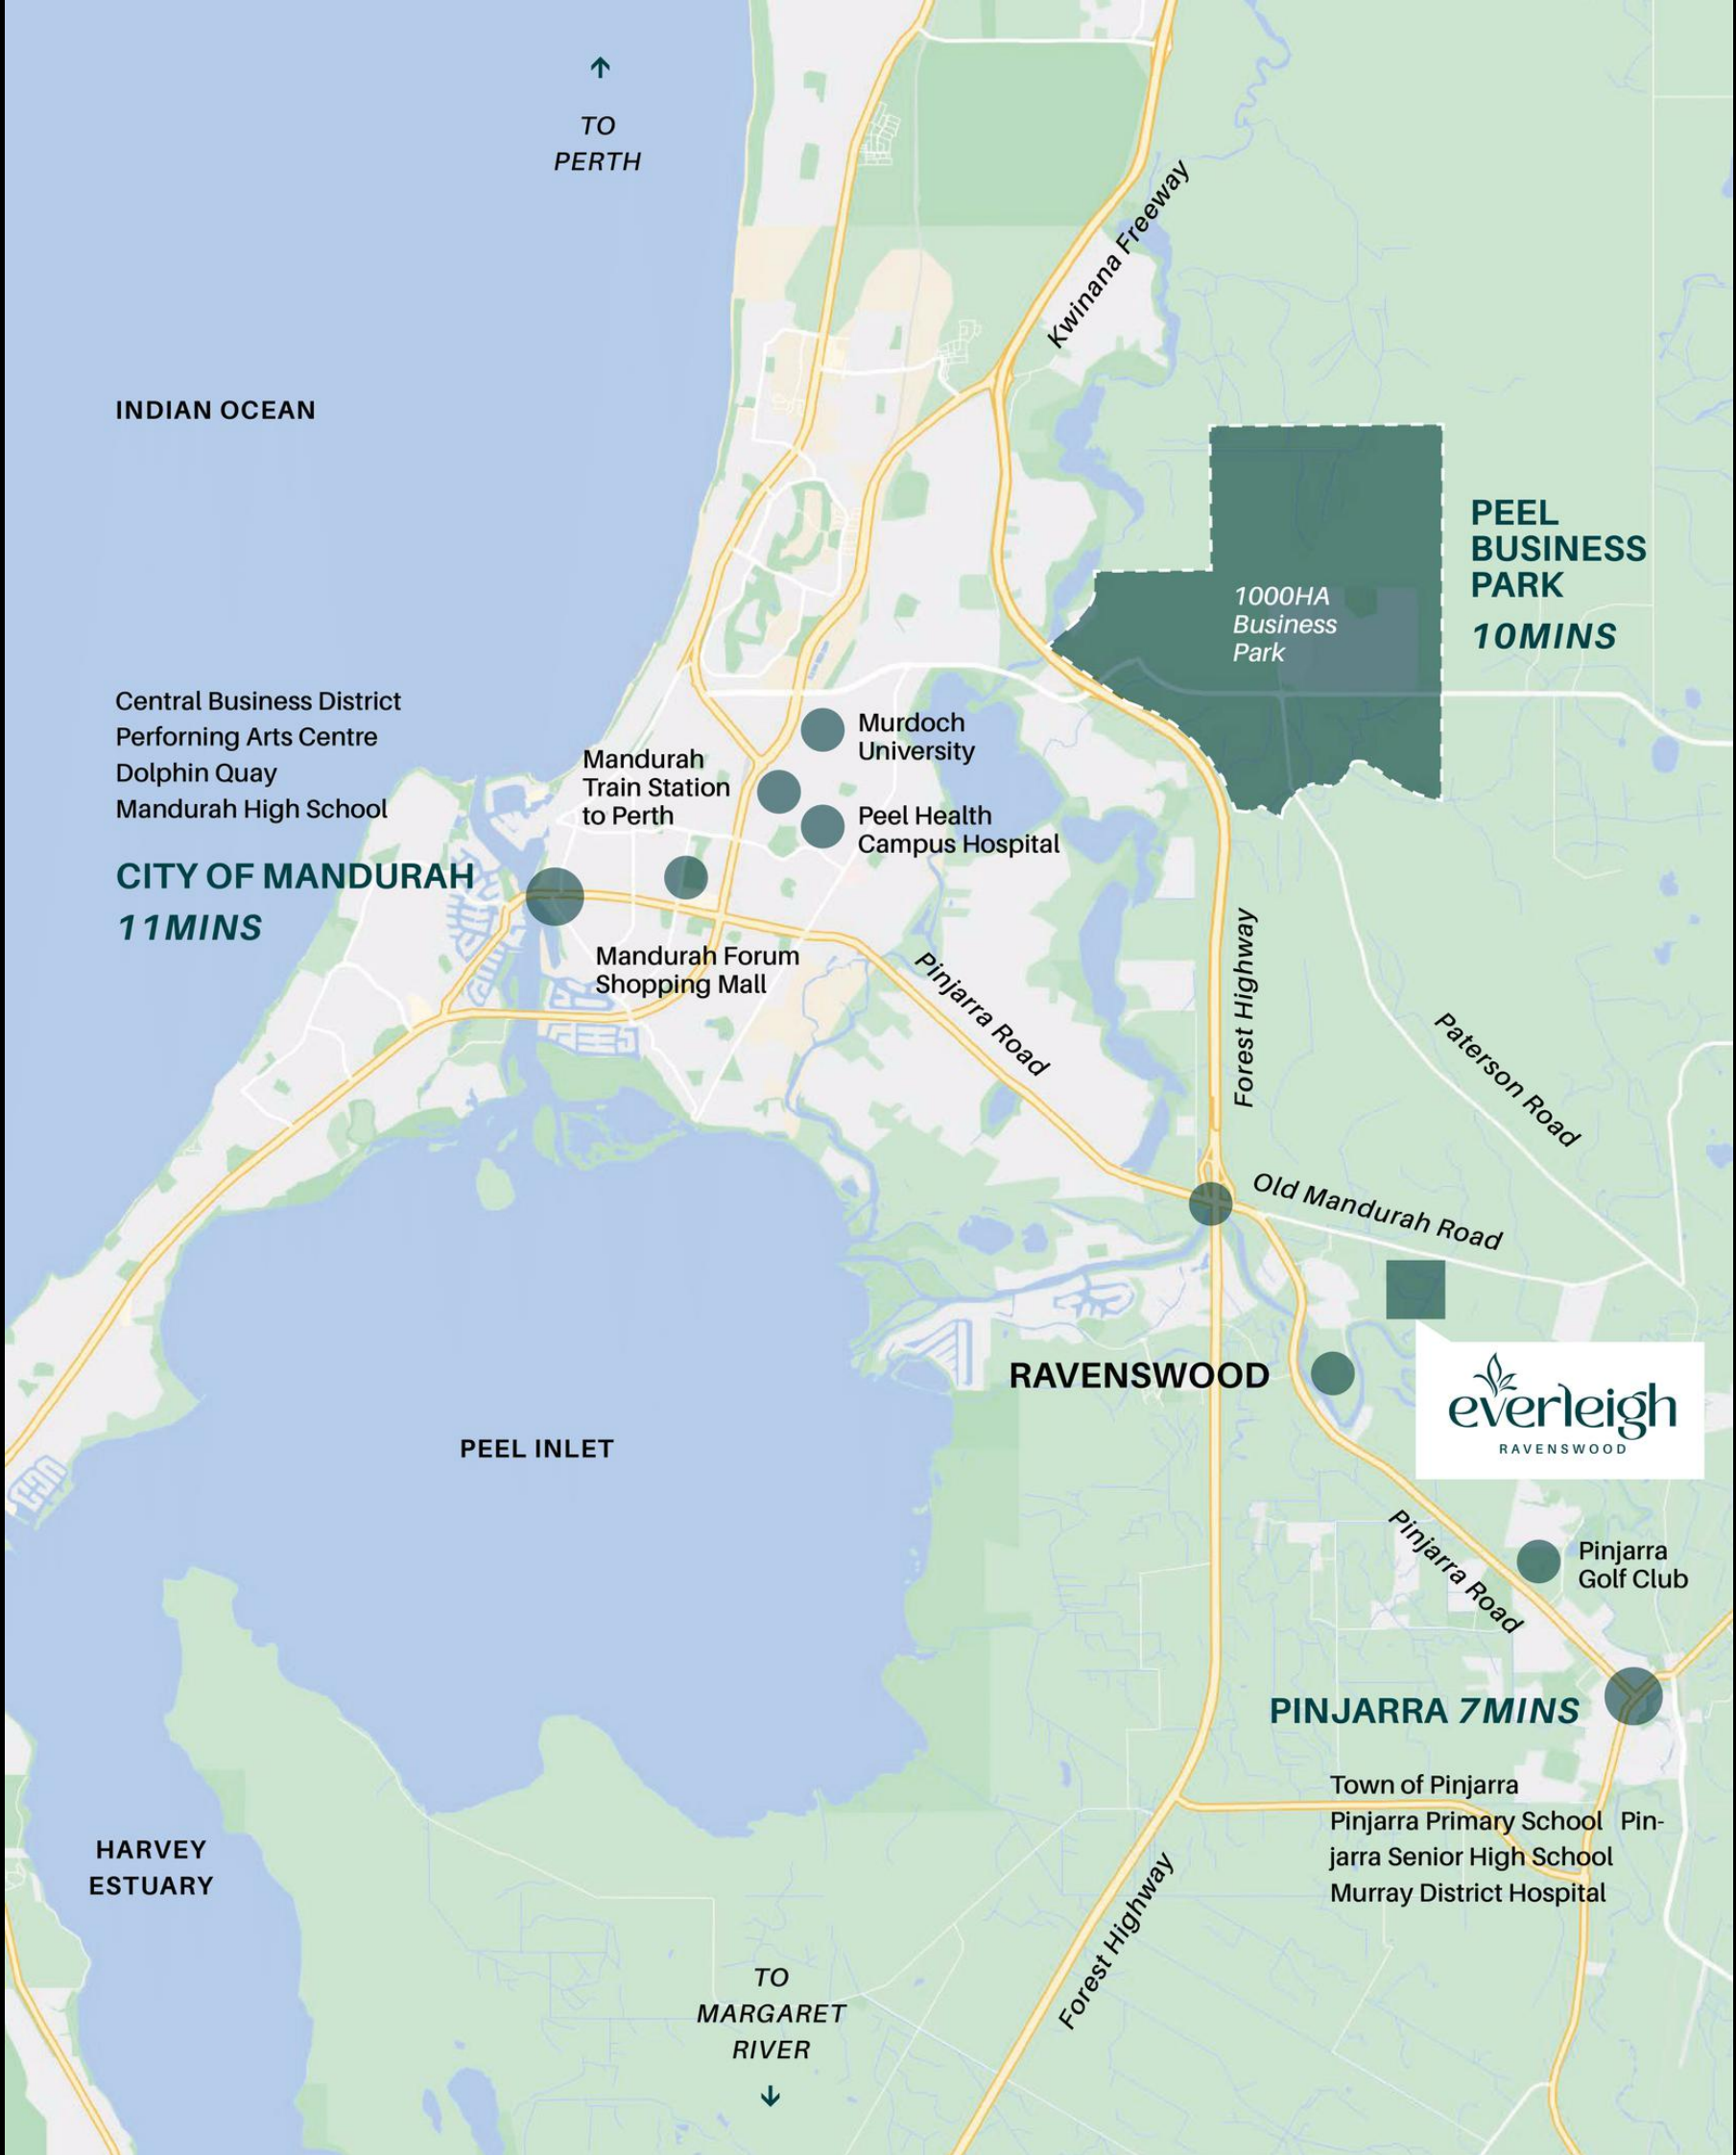 TO
PERTH
Kwinana Freeway
INDIAN OCEAN
PEEL
BUSINESS
PARK
10MINS
1000HA
Business
Park
Central Business District
Perforning Arts Centre
Dolphin Quay
Mandurah High School
CITY OF MANDURAH
11MINS
Murdoch
University
Mandurah
Train Station
to Perth
Peel Health
Campus Hospital
Mandurah Forum
Shopping Mall
Pinjarra Road
Forest Highway
Paterson Road
Old Mandurah Road
RAVENSWOOD
everleigh
RAVENSWOOD
PEEL INLET
Pinjarra Road
Pinjarra
Golf Club
PINJARRA 7MINS
Town of Pinjarra
Pinjarra Primary School Pin-
jarra Senior High School
Murray District Hospital
HARVEY
ESTUARY
Forest Highway
TO
MARGARET
RIVER